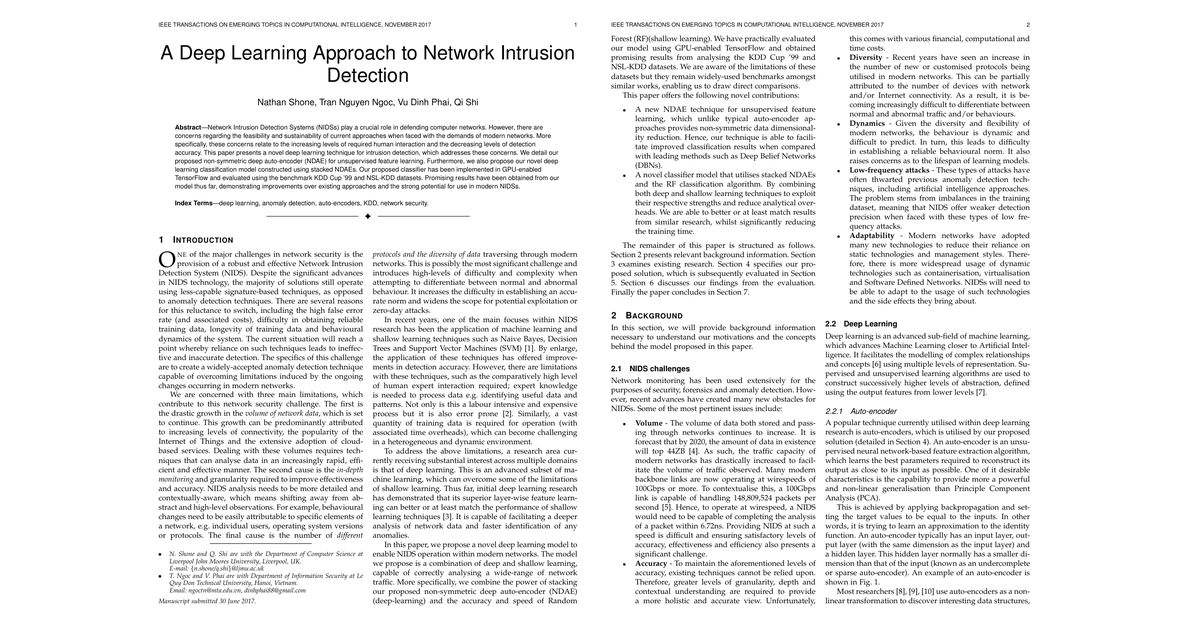 IEEE TRANSACTIONS ON EMERGING TOPICS IN COMPUTATIONAL INTELLIGENCE, NOVEMBER 2017
1
A Deep Learning Approach to Network Intrusion
Detection
Nathan Shone, Tran Nguyen Ngoc, Vu Dinh Phai, Qi Shi
Abstract—Network Intrusion Detection Systems (NIDSs) play a crucial role in defending computer networks. However, there are
concerns regarding the feasibility and sustainability of current approaches when faced with the demands of modern networks. More
specifically, these concerns relate to the increasing levels of required human interaction and the decreasing levels of detection
accuracy. This paper presents a novel deep learning technique for intrusion detection, which addresses these concerns. We detail our
proposed non-symmetric deep auto-encoder (NDAE) for unsupervised feature learning. Furthermore, we also propose our novel deep
learning classification model constructed using stacked NDAEs. Our proposed classifier has been implemented in GPU-enabled
TensorFlow and evaluated using the benchmark KDD Cup '99 and NSL-KDD datasets. Promising results have been obtained from our
model thus far, demonstrating improvements over existing approaches and the strong potential for use in modern NIDSs.
Index Terms—deep learning, anomaly detection, auto-encoders, KDD, network security.
1 INTRODUCTION
ONE of the major challenges in network security is the
provision of a robust and effective Network Intrusion
Detection System (NIDS). Despite the significant advances
in NIDS technology, the majority of solutions still operate
using less-capable signature-based techniques, as opposed
to anomaly detection techniques. There are several reasons
for this reluctance to switch, including the high false error
rate (and associated costs), difficulty in obtaining reliable
training data, longevity of training data and behavioural
dynamics of the system. The current situation will reach a
point whereby reliance on such techniques leads to ineffec-
tive and inaccurate detection. The specifics of this challenge
are to create a widely-accepted anomaly detection technique
capable of overcoming limitations induced by the ongoing
changes occurring in modern networks.
We are concerned with three main limitations, which
contribute to this network security challenge. The first is
the drastic growth in the volume of network data, which is set
to continue. This growth can be predominantly attributed
to increasing levels of connectivity, the popularity of the
Internet of Things and the extensive adoption of cloud-
based services. Dealing with these volumes requires tech-
niques that can analyse data in an increasingly rapid, effi-
cient and effective manner. The second cause is the in-depth
monitoring and granularity required to improve effectiveness
and accuracy. NIDS analysis needs to be more detailed and
contextually-aware, which means shifting away from ab-
stract and high-level observations. For example, behavioural
changes need to be easily attributable to specific elements of
a network, e.g. individual users, operating system versions
or protocols. The final cause is the number of different
• N. Shone and Q. Shi are with the Department of Computer Science at
Liverpool John Moores University, Liverpool, UK.
E-mail: {n.shone/q.shi}@ljmu.ac.uk
• T. Ngoc and V. Phai are with Department of Information Security at Le
Quy Don Technical University, Hanoi, Vietnam.
Email: ngoctn@mta.edu.vn, dinhphai88@gmail.com
Manuscript submitted 30 June 2017.
protocols and the diversity of data traversing through modern
networks. This is possibly the most significant challenge and
introduces high-levels of difficulty and complexity when
attempting to differentiate between normal and abnormal
behaviour. It increases the difficulty in establishing an accu-
rate norm and widens the scope for potential exploitation or
zero-day attacks.
In recent years, one of the main focuses within NIDS
research has been the application of machine learning and
shallow learning techniques such as Naive Bayes, Decision
Trees and Support Vector Machines (SVM) [1]. By enlarge,
the application of these techniques has offered improve-
ments in detection accuracy. However, there are limitations
with these techniques, such as the comparatively high level
of human expert interaction required; expert knowledge
is needed to process data e.g. identifying useful data and
patterns. Not only is this a labour intensive and expensive
process but it is also error prone [2]. Similarly, a vast
quantity of training data is required for operation (with
associated time overheads), which can become challenging
in a heterogeneous and dynamic environment.
To address the above limitations, a research area cur-
rently receiving substantial interest across multiple domains
is that of deep learning. This is an advanced subset of ma-
chine learning, which can overcome some of the limitations
of shallow learning. Thus far, initial deep learning research
has demonstrated that its superior layer-wise feature learn-
ing can better or at least match the performance of shallow
learning techniques [3]. It is capable of facilitating a deeper
analysis of network data and faster identification of any
anomalies.
In this paper, we propose a novel deep learning model to
enable NIDS operation within modern networks. The model
we propose is a combination of deep and shallow learning,
capable of correctly analysing a wide-range of network
traffic. More specifically, we combine the power of stacking
our proposed non-symmetric deep auto-encoder (NDAE)
(deep-learning) and the accuracy and speed of Random
IEEE TRANSACTIONS ON EMERGING TOPICS IN COMPUTATIONAL INTELLIGENCE, NOVEMBER 2017
2
Forest (RF)(shallow learning). We have practically evaluated
our model using GPU-enabled TensorFlow and obtained
promising results from analysing the KDD Cup '99 and
NSL-KDD datasets. We are aware of the limitations of these
datasets but they remain widely-used benchmarks amongst
similar works, enabling us to draw direct comparisons.
This paper offers the following novel contributions:
• A new NDAE technique for unsupervised feature
learning, which unlike typical auto-encoder ap-
proaches provides non-symmetric data dimensional-
ity reduction. Hence, our technique is able to facili-
tate improved classification results when compared
with leading methods such as Deep Belief Networks
(DBNs).
• A novel classifier model that utilises stacked NDAEs
and the RF classification algorithm. By combining
both deep and shallow learning techniques to exploit
their respective strengths and reduce analytical over-
heads. We are able to better or at least match results
from similar research, whilst significantly reducing
the training time.
The remainder of this paper is structured as follows.
Section 2 presents relevant background information. Section
3 examines existing research. Section 4 specifies our pro-
posed solution, which is subsequently evaluated in Section
5. Section 6 discusses our findings from the evaluation.
Finally the paper concludes in Section 7.
2 BACKGROUND
In this section, we will provide background information
necessary to understand our motivations and the concepts
behind the model proposed in this paper.
2.1 NIDS challenges
Network monitoring has been used extensively for the
purposes of security, forensics and anomaly detection. How-
ever, recent advances have created many new obstacles for
NIDSs. Some of the most pertinent issues include:
• Volume - The volume of data both stored and pass-
ing through networks continues to increase. It is
forecast that by 2020, the amount of data in existence
will top 44ZB [4]. As such, the traffic capacity of
modern networks has drastically increased to facil-
itate the volume of traffic observed. Many modern
backbone links are now operating at wirespeeds of
100Gbps or more. To contextualise this, a 100Gbps
link is capable of handling 148,809,524 packets per
second [5]. Hence, to operate at wirespeed, a NIDS
would need to be capable of completing the analysis
of a packet within 6.72ns. Providing NIDS at such a
speed is difficult and ensuring satisfactory levels of
accuracy, effectiveness and efficiency also presents a
significant challenge.
• Accuracy - To maintain the aforementioned levels of
accuracy, existing techniques cannot be relied upon.
Therefore, greater levels of granularity, depth and
contextual understanding are required to provide
a more holistic and accurate view. Unfortunately,
this comes with various financial, computational and
time costs.
• Diversity - Recent years have seen an increase in
the number of new or customised protocols being
utilised in modern networks. This can be partially
attributed to the number of devices with network
and/or Internet connectivity. As a result, it is be-
coming increasingly difficult to differentiate between
normal and abnormal traffic and/or behaviours.
• Dynamics - Given the diversity and flexibility of
modern networks, the behaviour is dynamic and
difficult to predict. In turn, this leads to difficulty
in establishing a reliable behavioural norm. It also
raises concerns as to the lifespan of learning models.
• Low-frequency attacks - These types of attacks have
often thwarted previous anomaly detection tech-
niques, including artificial intelligence approaches.
The problem stems from imbalances in the training
dataset, meaning that NIDS offer weaker detection
precision when faced with these types of low fre-
quency attacks.
• Adaptability - Modern networks have adopted
many new technologies to reduce their reliance on
static technologies and management styles. There-
fore, there is more widespread usage of dynamic
technologies such as containerisation, virtualisation
and Software Defined Networks. NIDSs will need to
be able to adapt to the usage of such technologies
and the side effects they bring about.
2.2 Deep Learning
Deep learning is an advanced sub-field of machine learning,
which advances Machine Learning closer to Artificial Intel-
ligence. It facilitates the modelling of complex relationships
and concepts [6] using multiple levels of representation. Su-
pervised and unsupervised learning algorithms are used to
construct successively higher levels of abstraction, defined
using the output features from lower levels [7].
2.2.1 Auto-encoder
A popular technique currently utilised within deep learning
research is auto-encoders, which is utilised by our proposed
solution (detailed in Section 4). An auto-encoder is an unsu-
pervised neural network-based feature extraction algorithm,
which learns the best parameters required to reconstruct its
output as close to its input as possible. One of it desirable
characteristics is the capability to provide a more powerful
and non-linear generalisation than Principle Component
Analysis (PCA).
This is achieved by applying backpropagation and set-
ting the target values to be equal to the inputs. In other
words, it is trying to learn an approximation to the identity
function. An auto-encoder typically has an input layer, out-
put layer (with the same dimension as the input layer) and
a hidden layer. This hidden layer normally has a smaller di-
mension than that of the input (known as an undercomplete
or sparse auto-encoder). An example of an auto-encoder is
shown in Fig. 1.
Most researchers [8], [9], [10] use auto-encoders as a non-
linear transformation to discover interesting data structures,